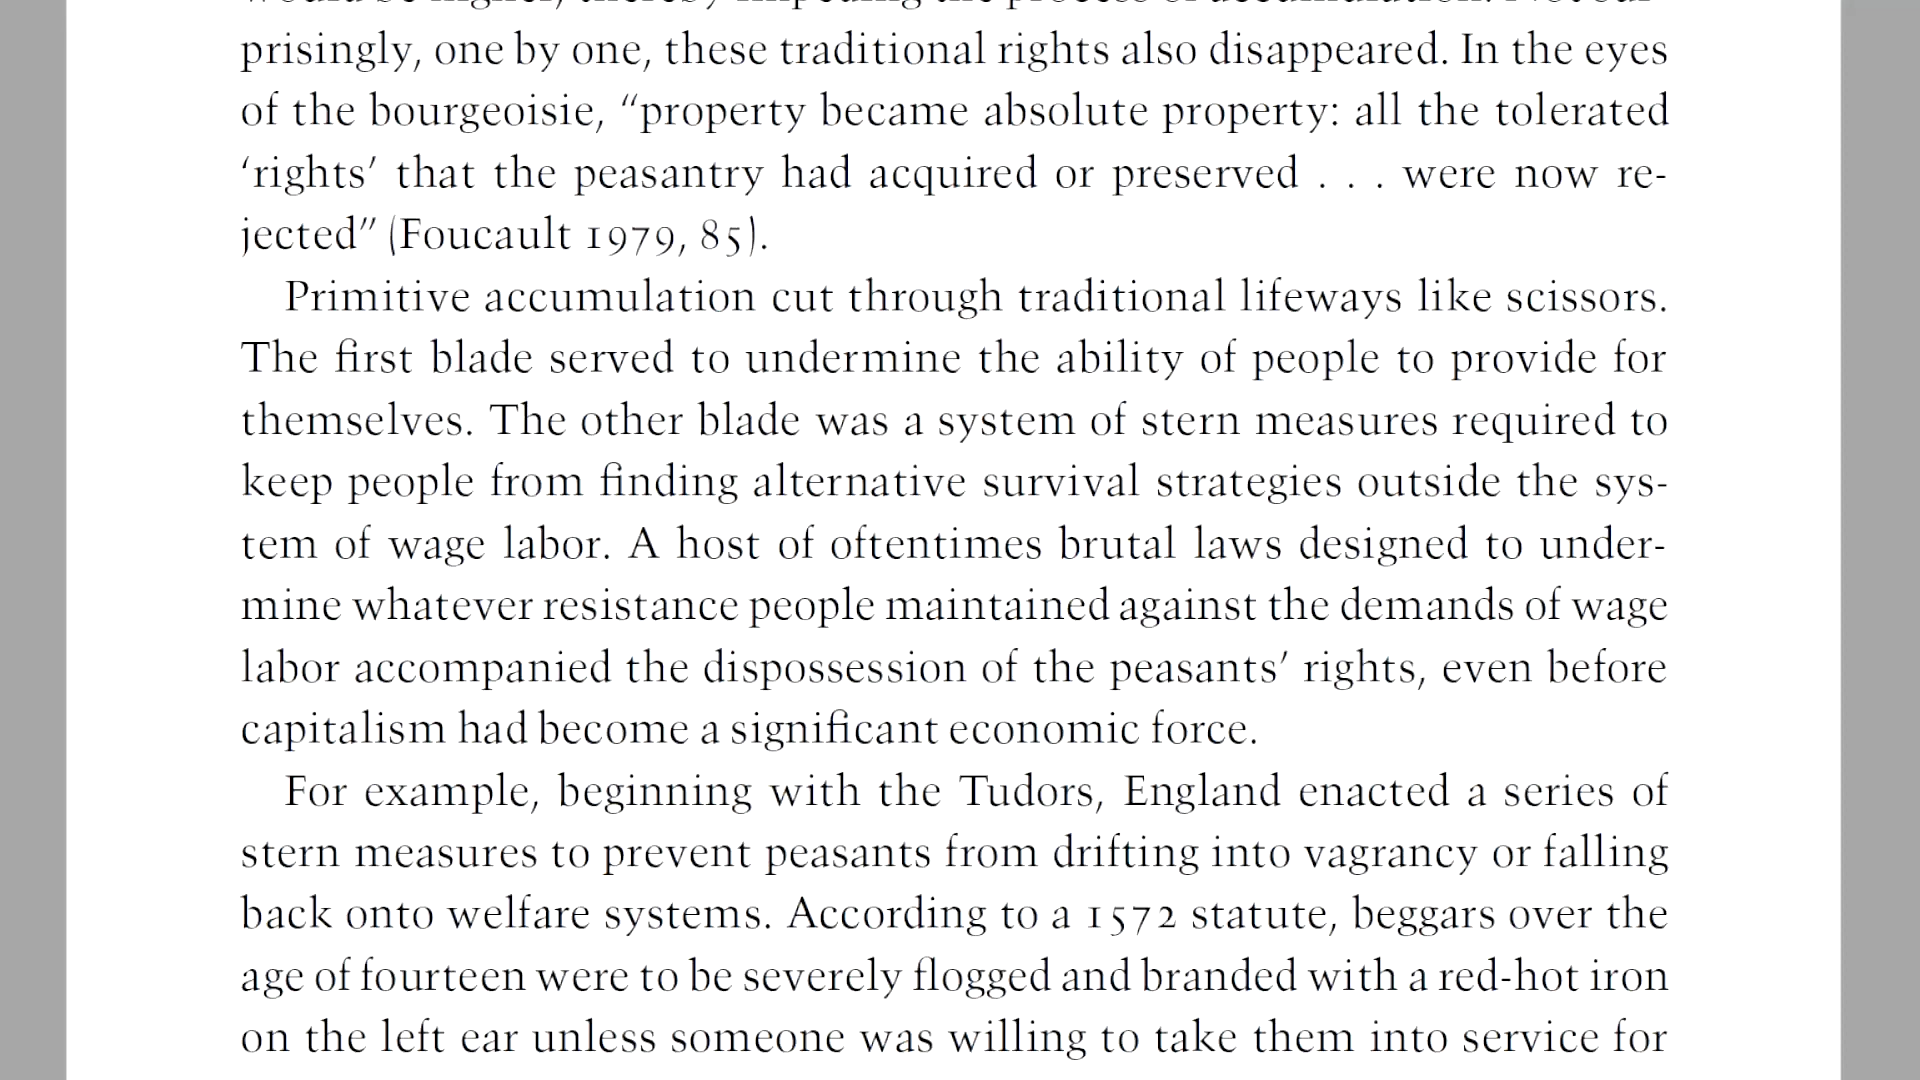 prisingly, one by one, these traditional rights also disappeared. In the eyes
of the bourgeoisie, “property became absolute property: all the tolerated
‘rights’ that the peasantry had acquired or preserved . . . were now re-
jected” (Foucault 1979, 85).
Primitive accumulation cut through traditional lifeways like scissors.
The first blade served to undermine the ability of people to provide for
themselves. The other blade was a system of stern measures required to
keep people from finding alternative survival strategies outside the sys-
tem of wage labor. A host of oftentimes brutal laws designed to under-
mine whatever resistance people maintained against the demands of wage
labor accompanied the dispossession of the peasants’ rights, even before
capitalism had become a significant economic force.
For example, beginning with the Tudors, England enacted a series of
stern measures to prevent peasants from drifting into vagrancy or falling
back onto welfare systems. According to a 1572 statute, beggars over the
age of fourteen were to be severely flogged and branded with a red-hot iron
on the left ear unless someone was willing to take them into service for